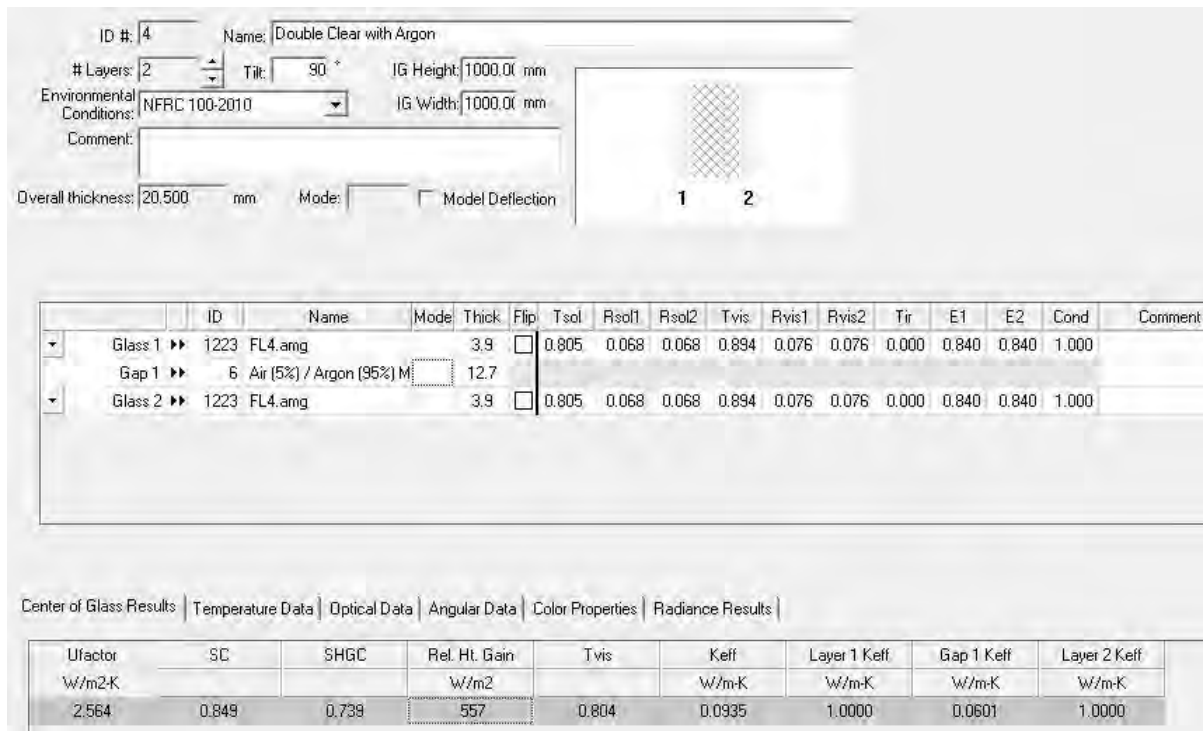 ID #: 4 Name: Double Clear with Argon
# Layers: 2 Tilt: 90 ° IG Height: 1000.0( mm
Environmental Conditions: NFRC 100-2010 IG Width: 1000.0( mm
Comment:
Overall thickness: 20.500 mm Mode: Model Deflection
1 2
ID Name Mode Thick Flip Tsol Rsol1 Rsol2 Tvis Rvis1 Rvis2 Tir E1 E2 Cond Comment
Glass 1 ▸▸ 1223 FL4.amg 3.9 0.805 0.068 0.068 0.894 0.076 0.076 0.000 0.840 0.840 1.000
Gap 1 ▸▸ 6 Air (5%) / Argon (95%) M 12.7
Glass 2 ▸▸ 1223 FL4.amg 3.9 0.805 0.068 0.068 0.894 0.076 0.076 0.000 0.840 0.840 1.000
Center of Glass Results | Temperature Data | Optical Data | Angular Data | Color Properties | Radiance Results |
Ufactor SC SHGC Rel. Ht. Gain Tvis Keff Layer 1 Keff Gap 1 Keff Layer 2 Keff
W/m2-K W/m2 W/m-K W/m-K W/m-K W/m-K
2.564 0.849 0.739 557 0.804 0.0935 1.0000 0.0601 1.0000